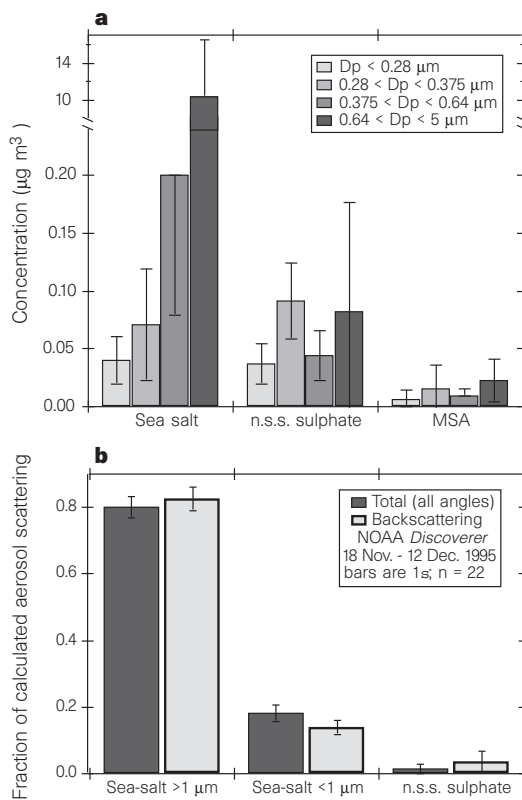 a
14
10
0.20
0.15
0.10
0.05
0.00
Concentration (μg m³ )
Dp < 0.28 μm
0.28 < Dp < 0.375 μm
0.375 < Dp < 0.64 μm
0.64 < Dp < 5 μm
Sea salt
n.s.s. sulphate
MSA
b
0.8
0.6
0.4
0.2
0.0
Fraction of calculated aerosol scattering
Total (all angles)
Backscattering
NOAA Discoverer
18 Nov. - 12 Dec. 1995
bars are 1s; n = 22
Sea-salt >1 μm
Sea-salt <1 μm
n.s.s. sulphate